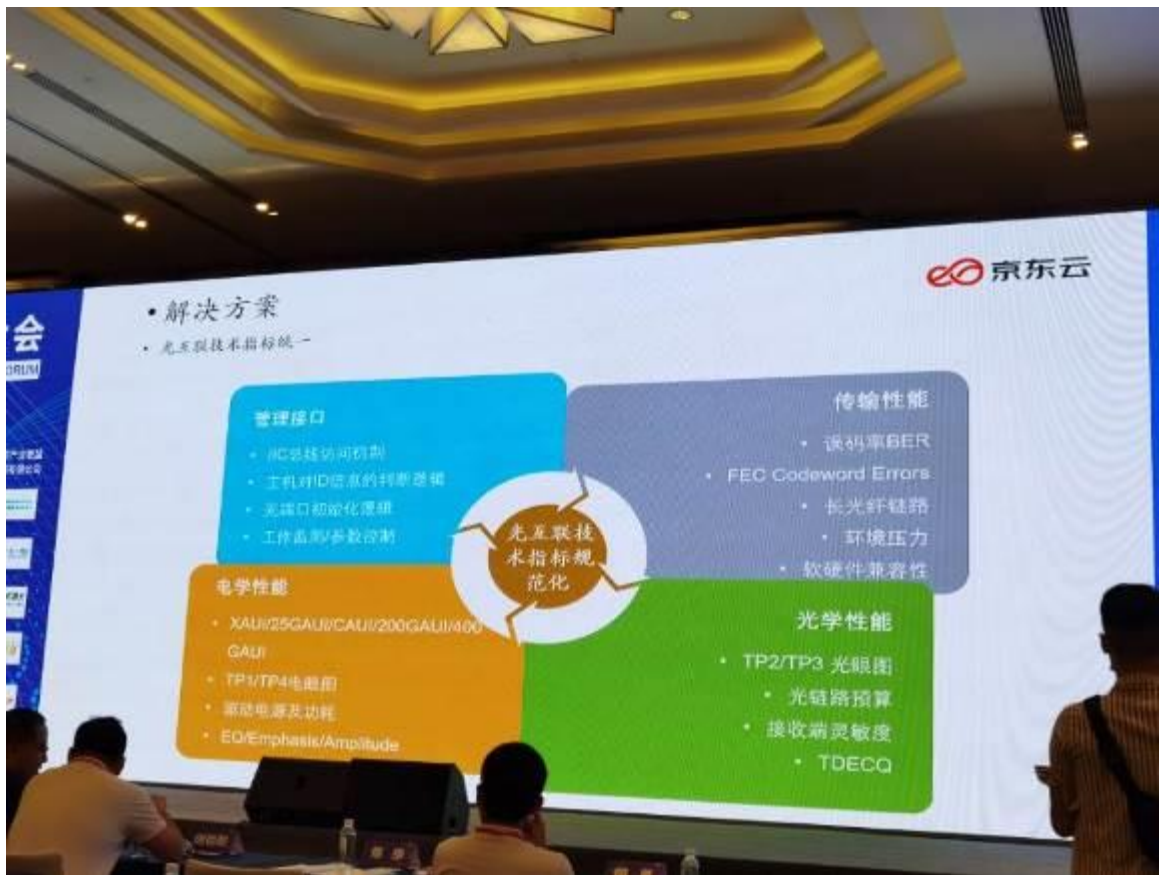 京东云
• 解决方案
• 光互联技术指标统一
会
ORUM
管理接口
• IIC总线访问机制
• 主机对ID信息的判断逻辑
• 光端口初始化逻辑
• 工作监测/参数控制
传输性能
• 误码率BER
• FEC Codeword Errors
• 长光纤链路
• 环境压力
• 软硬件兼容性
光互联技
术指标规
范化
电学性能
• XAUI/25GAUI/CAUI/200GAUI/400
GAUI
• TP1/TP4电眼图
• 驱动电源及功耗
• EQ/Emphasis/Amplitude
光学性能
• TP2/TP3 光眼图
• 光链路预算
• 接收端灵敏度
• TDECQ